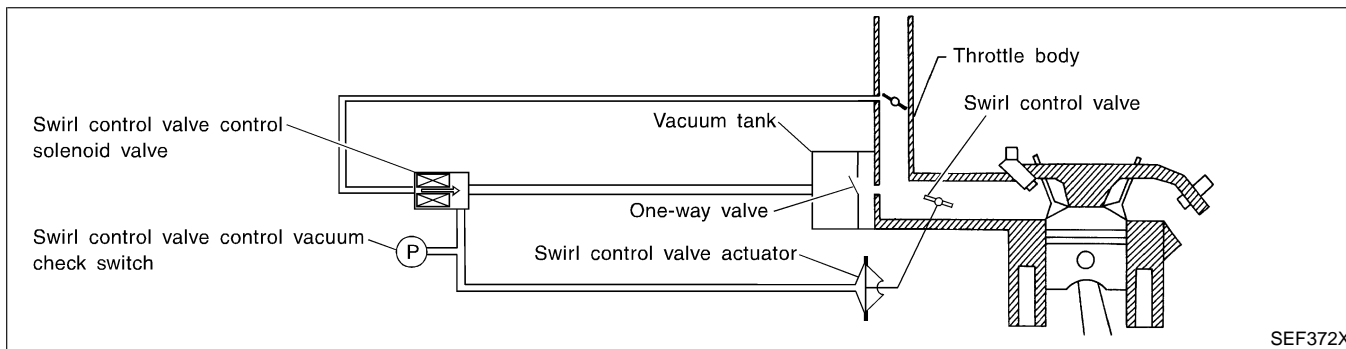 Throttle body
Swirl control valve
Vacuum tank
Swirl control valve control
solenoid valve
One-way valve
Swirl control valve control vacuum
check switch
P
Swirl control valve actuator
SEF372X